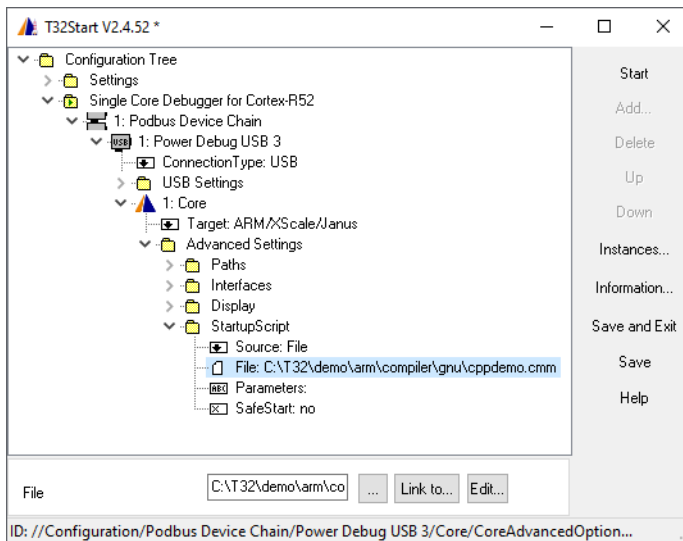 T32Start V2.4.52 *
Configuration Tree
Settings
Single Core Debugger for Cortex-R52
1: Podbus Device Chain
USB 1: Power Debug USB 3
ConnectionType: USB
USB Settings
1: Core
Target: ARM/XScale/Janus
Advanced Settings
Paths
Interfaces
Display
StartupScript
Source: File
File: C:\T32\demo\arm\compiler\gnu\cppdemo.cmm
ABC Parameters:
SafeStart: no
Start
Add...
Delete
Up
Down
Instances...
Information...
Save and Exit
Save
Help
File C:\T32\demo\arm\co ... Link to... Edit...
ID: //Configuration/Podbus Device Chain/Power Debug USB 3/Core/CoreAdvancedOption...